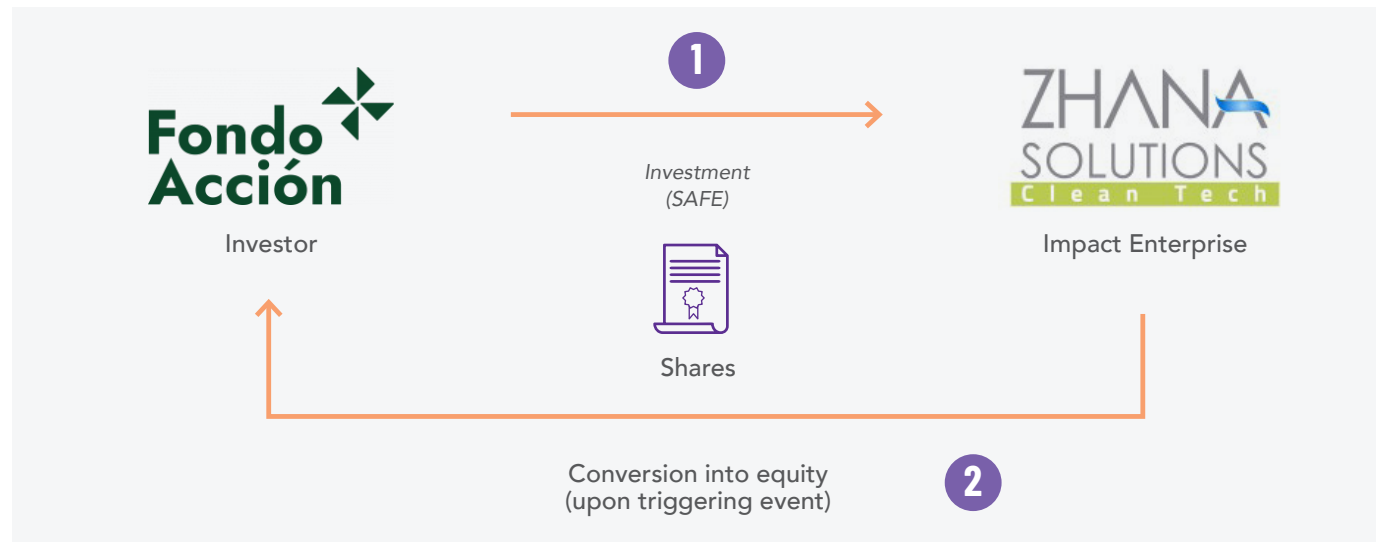 1
Fondo
Acción
Investor
Investment
(SAFE)
Shares
ZHANA
SOLUTIONS
Clean Tech
Impact Enterprise
Conversion into equity
(upon triggering event)
2